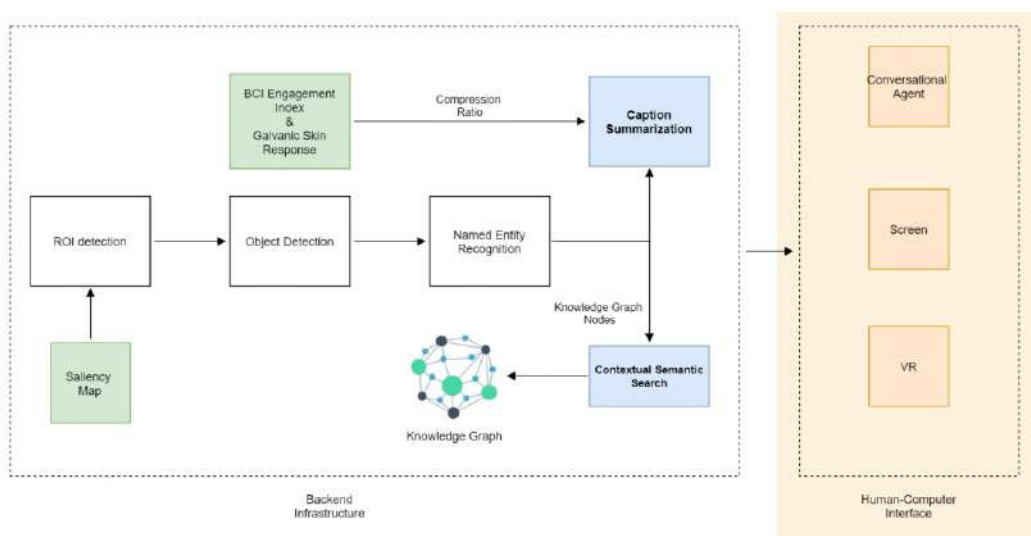 BCI Engagement
Index
&
Galvanic Skin
Response
Compression
Ratio
Caption
Summarization
Conversational
Agent
ROI detection
Object Detection
Named Entity
Recognition
Screen
Knowledge Graph
Nodes
Saliency
Map
Knowledge Graph
Contextual Semantic
Search
VR
Backend
Infrastructure
Human-Computer
Interface